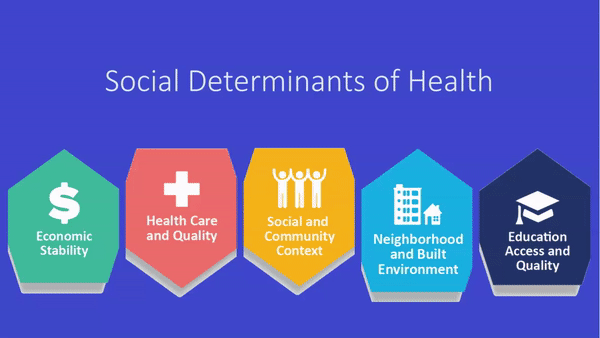 Social Determinants of Health
Economic
Stability
Health Care
and Quality
Social and
Community
Context
Neighborhood
and Built
Environment
Education
Access and
Quality